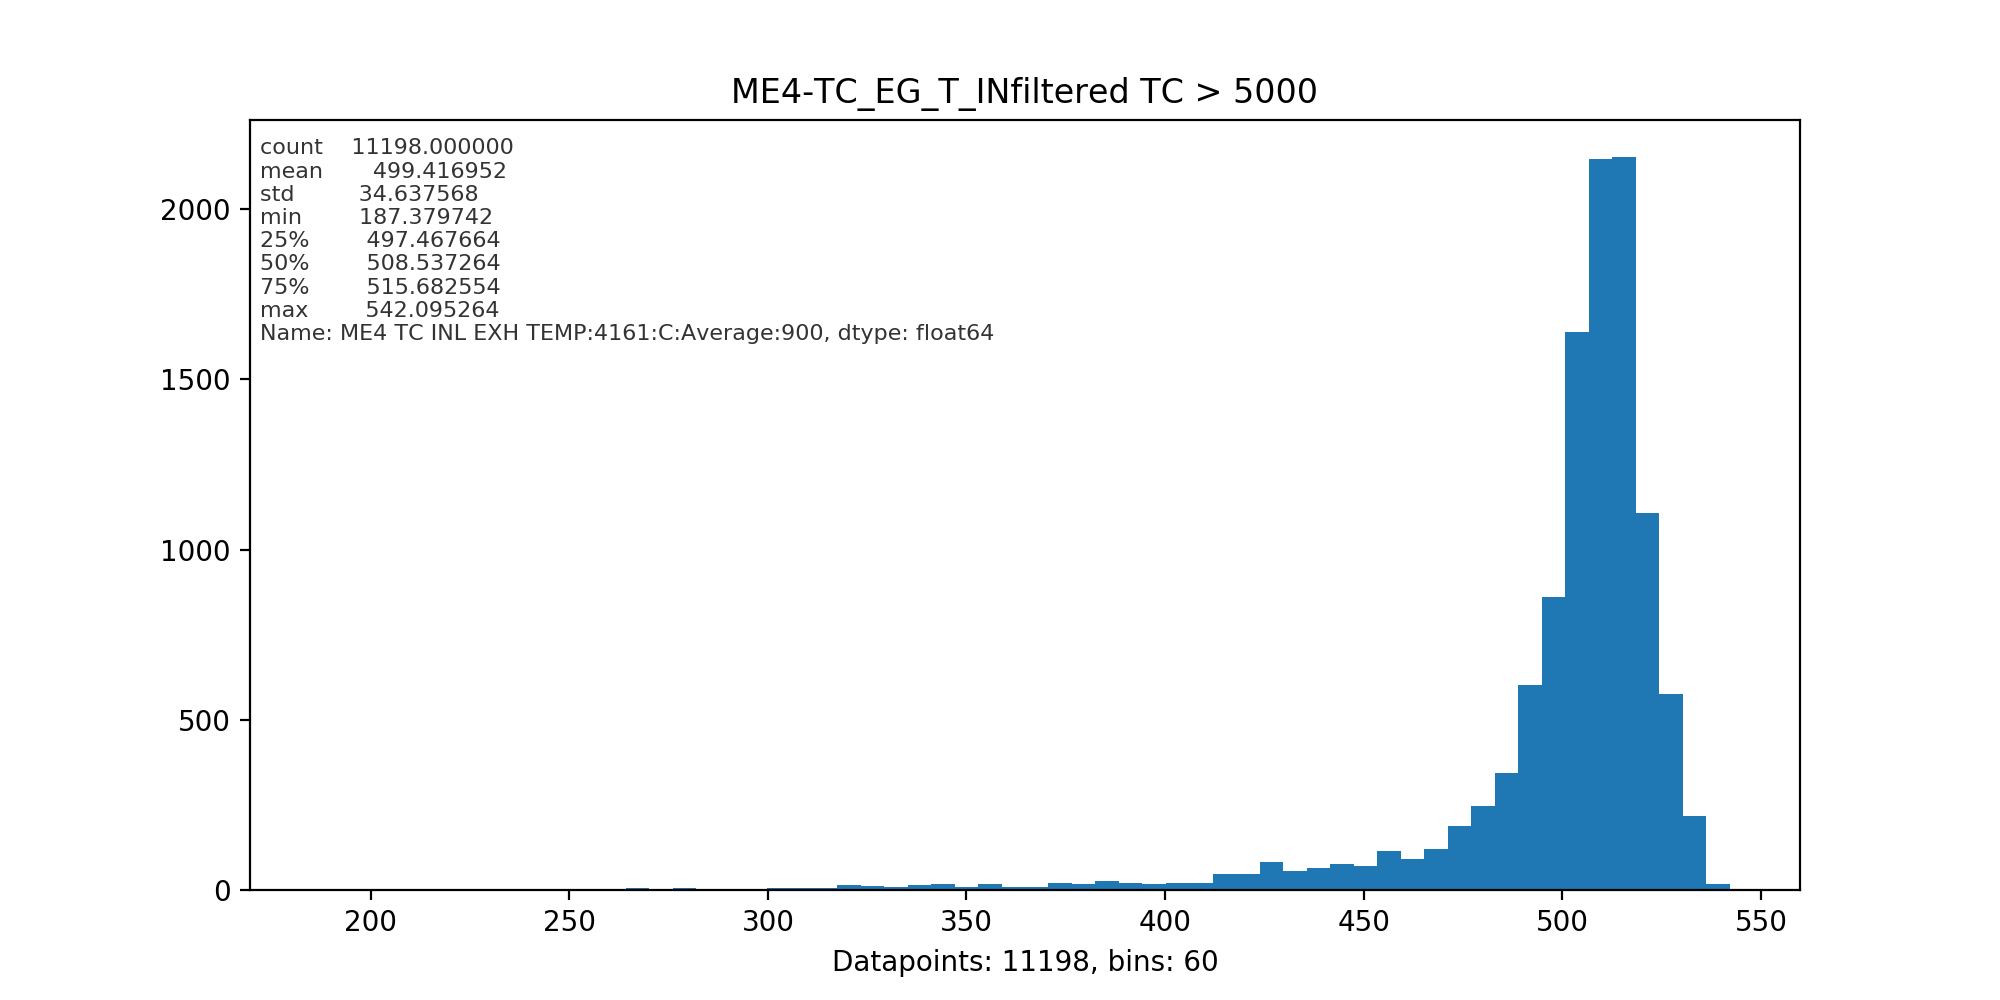 ME4-TC_EG_T_INfiltered TC > 5000
count 11198.000000
mean 499.416952
std 34.637568
min 187.379742
25% 497.467664
50% 508.537264
75% 515.682554
max 542.095264
Name: ME4 TC INL EXH TEMP:4161:C:Average:900, dtype: float64
2000
1500
1000
500
0
200 250 300 350 400 450 500 550
Datapoints: 11198, bins: 60